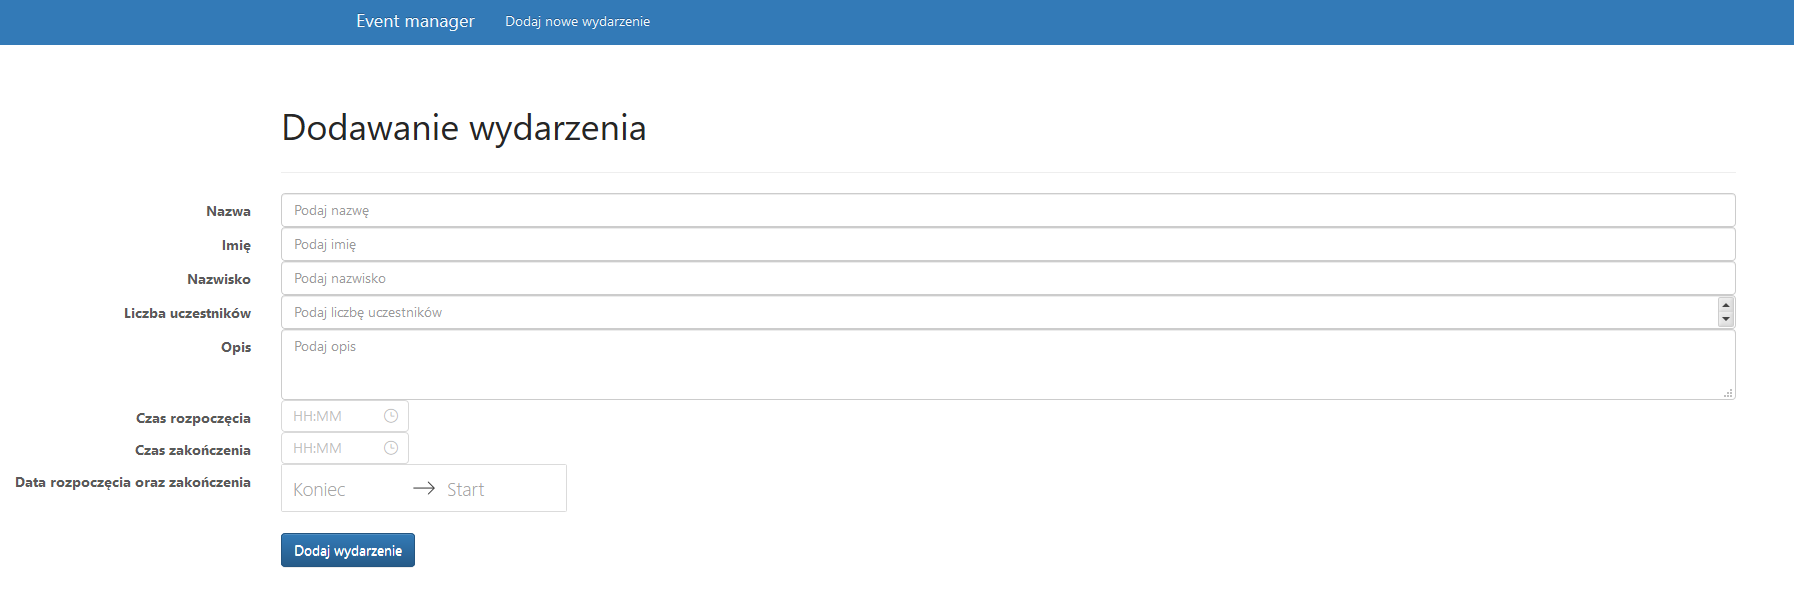 Event manager Dodaj nowe wydarzenie
Dodawanie wydarzenia
Nazwa Podaj nazwę
Imię Podaj imię
Nazwisko Podaj nazwisko
Liczba uczestników Podaj liczbę uczestników
Opis Podaj opis
Czas rozpoczęcia HH:MM
Czas zakończenia HH:MM
Data rozpoczęcia oraz zakończenia Koniec → Start
Dodaj wydarzenie